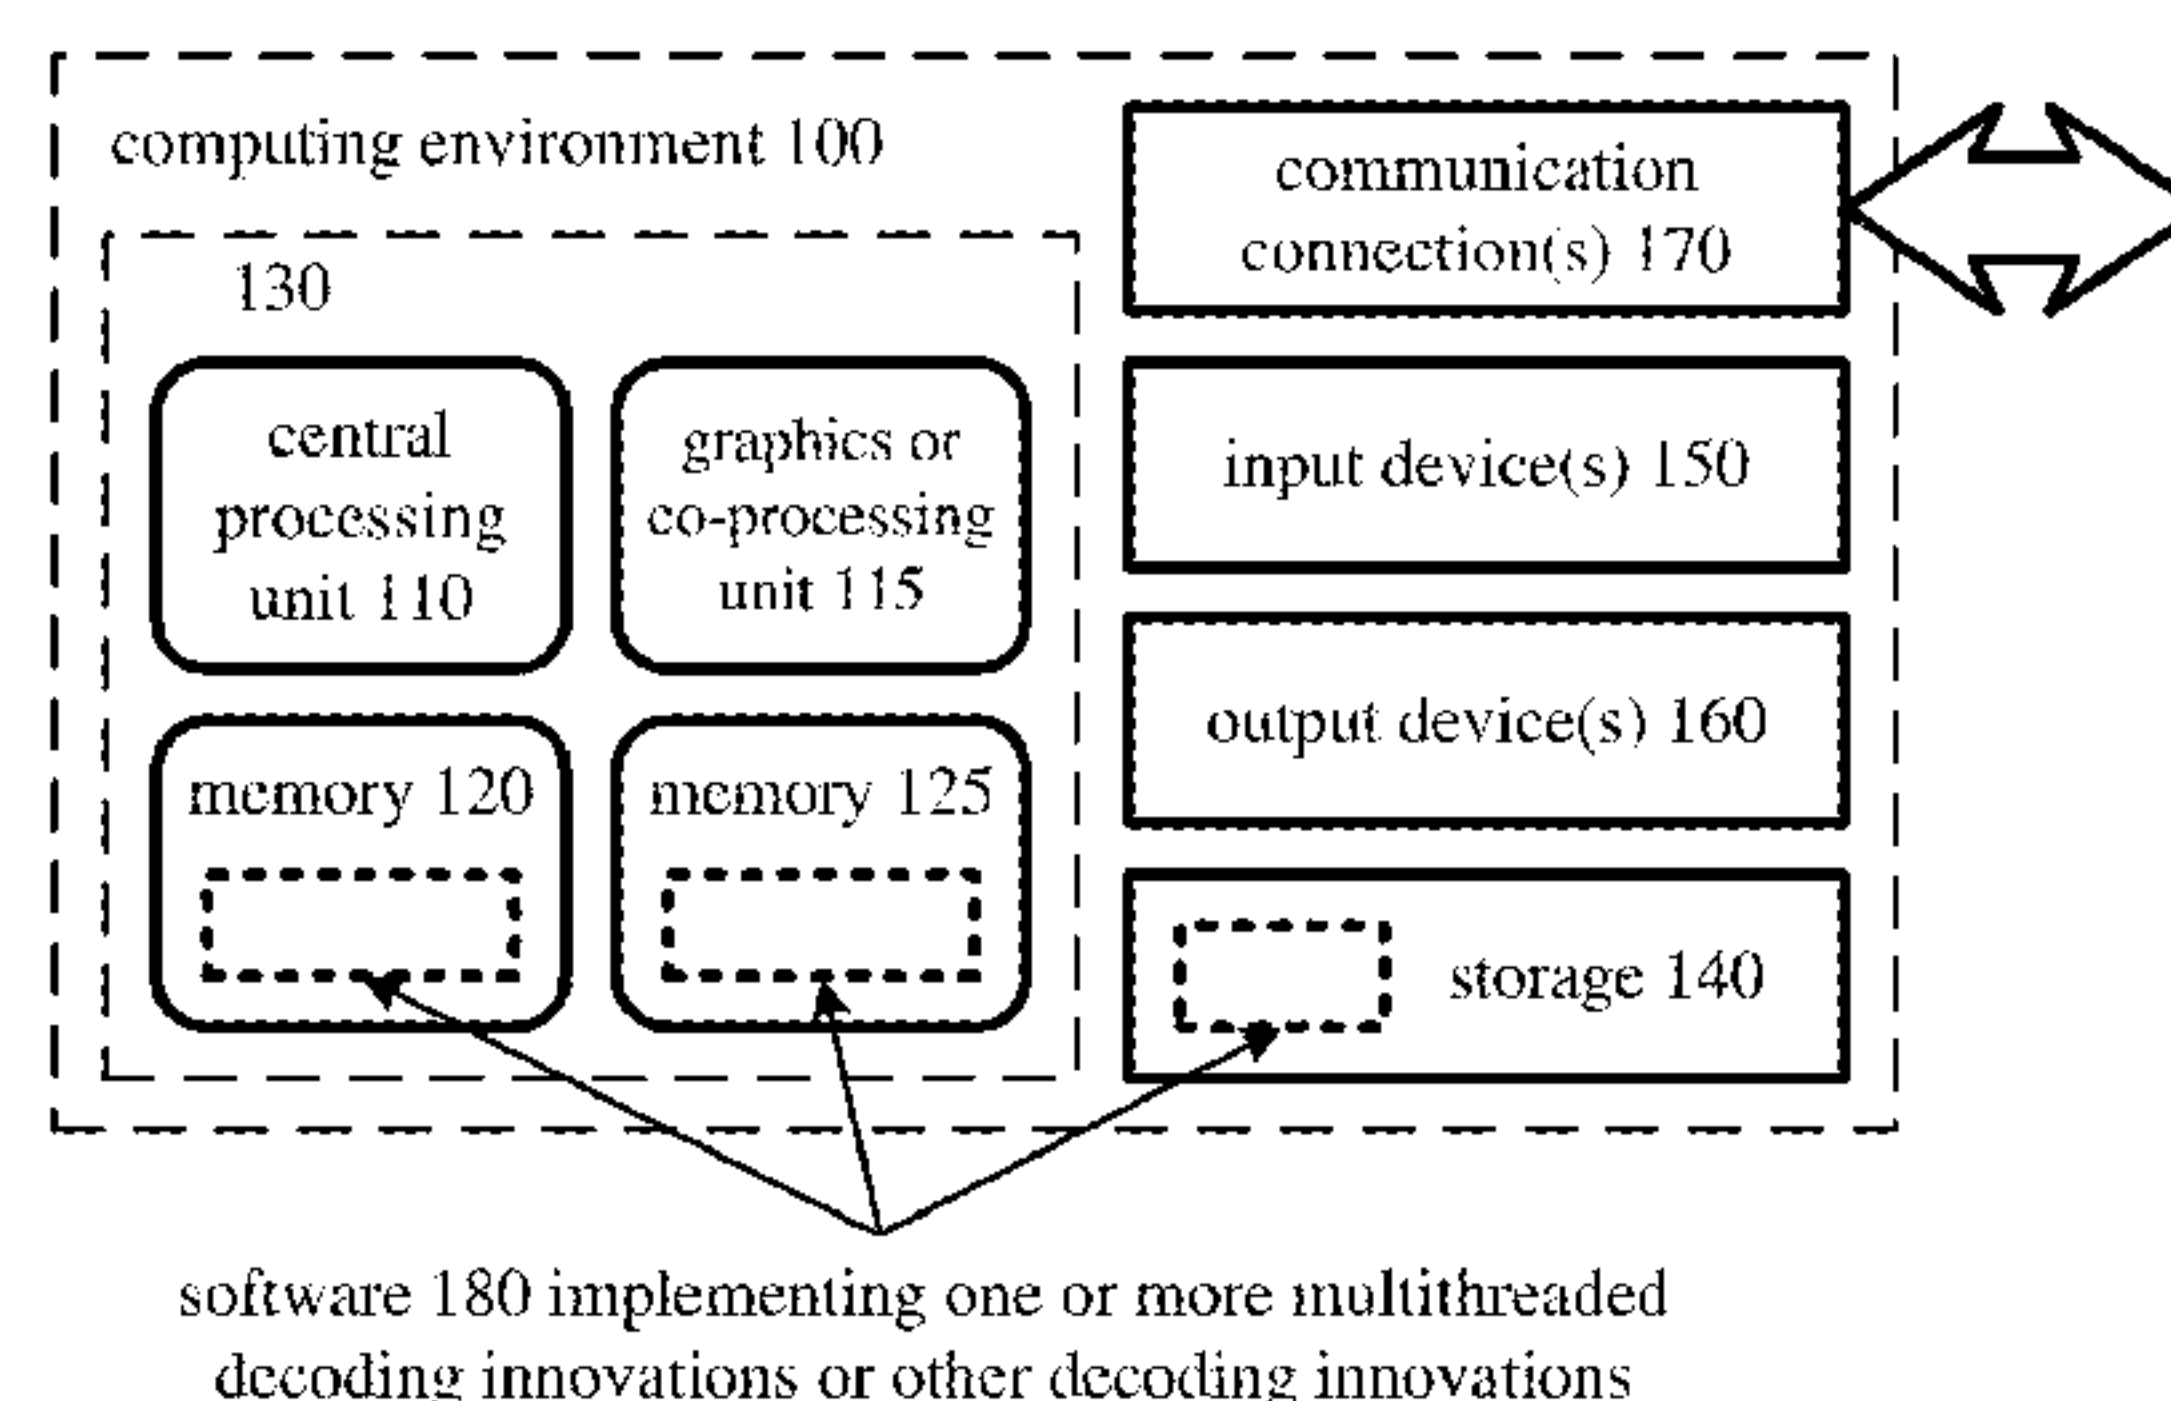 computing environment 100
130
central
processing
unit 110
graphics or
co-processing
unit 115
memory 120
memory 125
communication
connection(s) 170
input device(s) 150
output device(s) 160
storage 140
software 180 implementing one or more multithreaded
decoding innovations or other decoding innovations